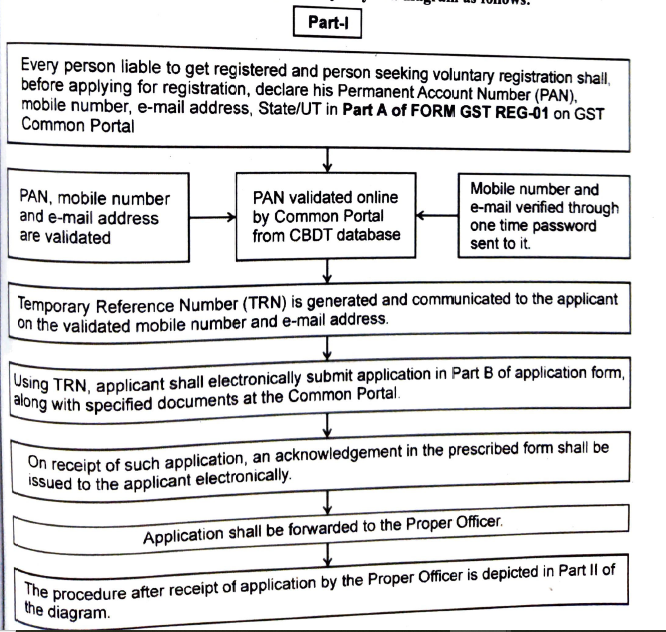 diagram as follows:
Part-I
Every person liable to get registered and person seeking voluntary registration shall,
before applying for registration, declare his Permanent Account Number (PAN),
mobile number, e-mail address, State/UT in Part A of FORM GST REG-01 on GST
Common Portal
PAN, mobile number
and e-mail address
are validated
PAN validated online
by Common Portal
from CBDT database
Mobile number and
e-mail verified through
one time password
sent to it.
Temporary Reference Number (TRN) is generated and communicated to the applicant
on the validated mobile number and e-mail address.
Using TRN, applicant shall electronically submit application in Part B of application form,
along with specified documents at the Common Portal.
On receipt of such application, an acknowledgement in the prescribed form shall be
issued to the applicant electronically.
Application shall be forwarded to the Proper Officer.
The procedure after receipt of application by the Proper Officer is depicted in Part II of
the diagram.